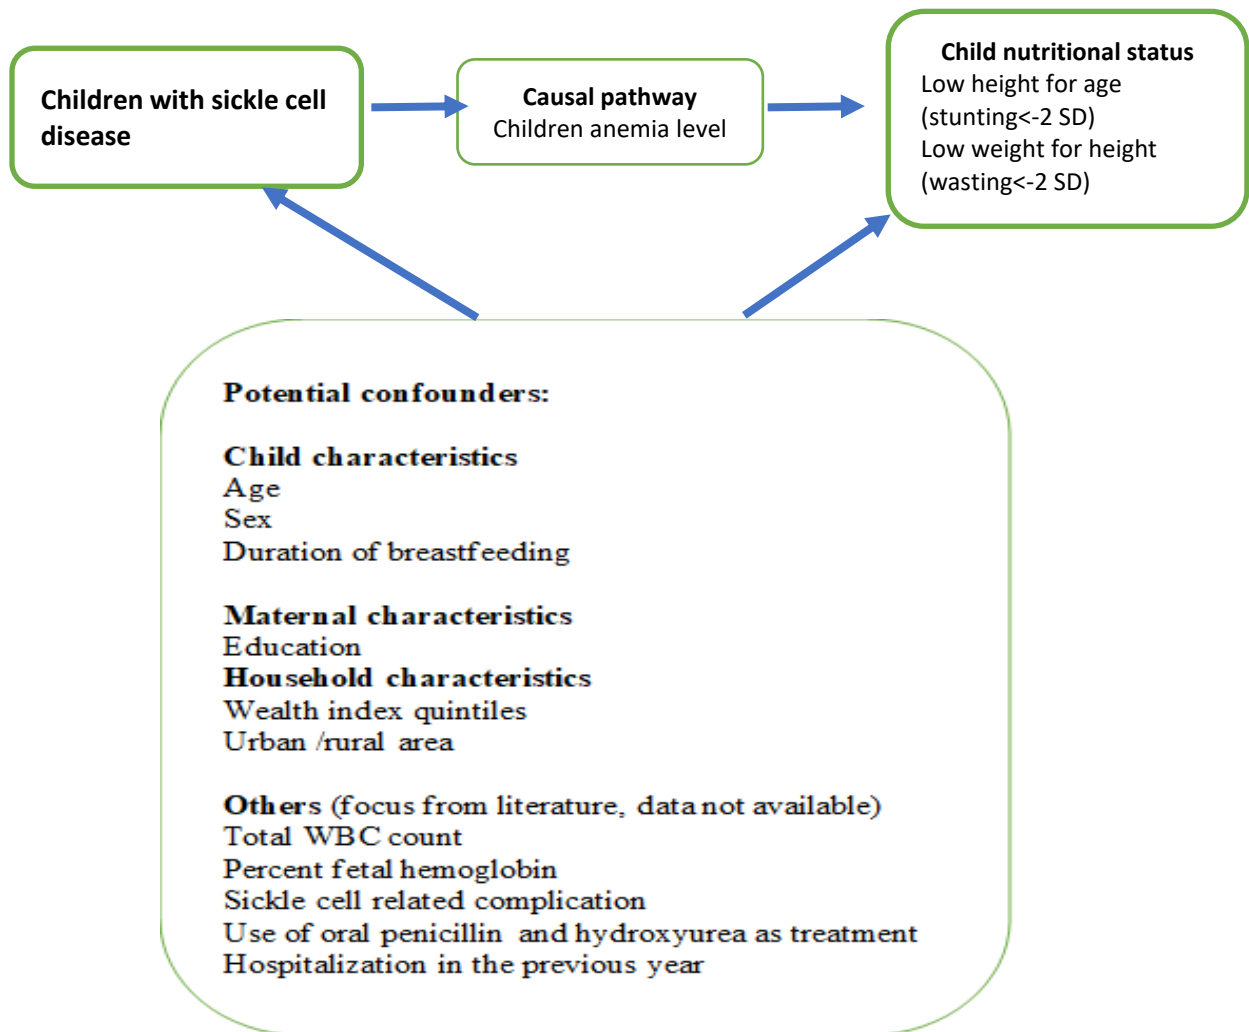 Children with sickle cell
disease
Causal pathway
Children anemia level
Child nutritional status
Low height for age
(stunting<-2 SD)
Low weight for height
(wasting<-2 SD)
Potential confounders:
Child characteristics
Age
Sex
Duration of breastfeeding
Maternal characteristics
Education
Household characteristics
Wealth index quintiles
Urban /rural area
Others (focus from literature, data not available)
Total WBC count
Percent fetal hemoglobin
Sickle cell related complication
Use of oral penicillin and hydroxyurea as treatment
Hospitalization in the previous year